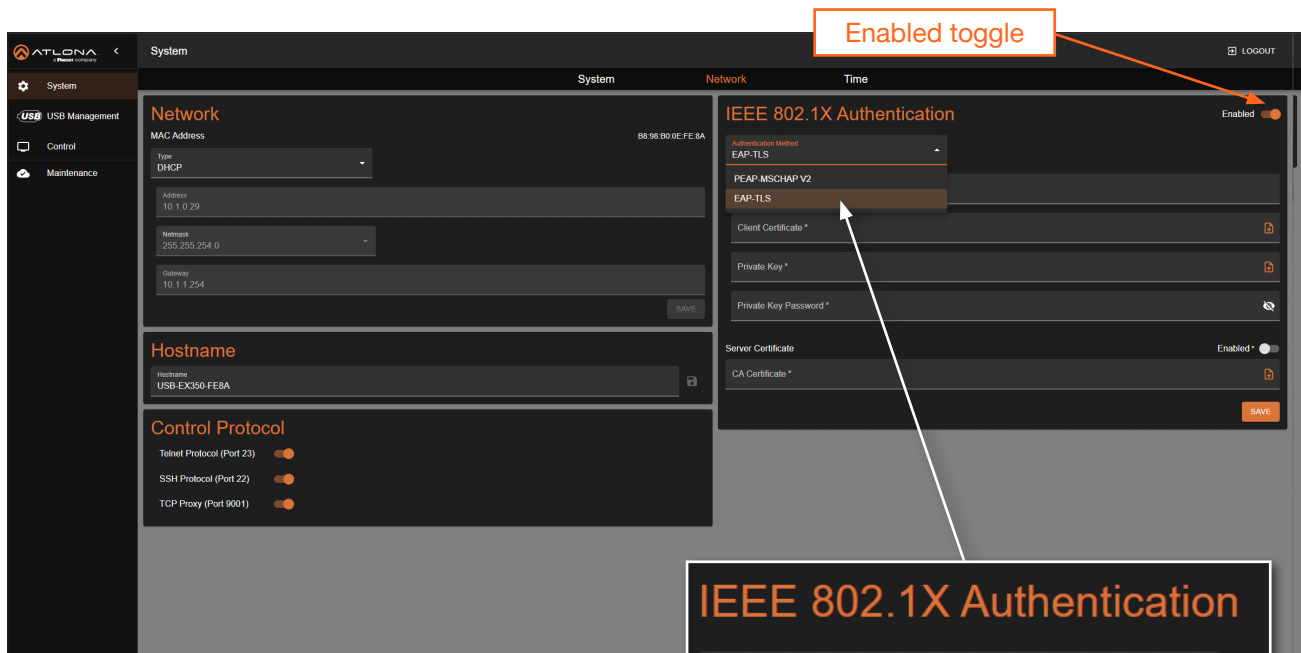 Enabled toggle
ATLONA
a Panduit company
System
LOGOUT
System
Network
Time
System
USB USB Management
Control
Maintenance
Network
MAC Address
B8:98:B0:0E:FE:8A
Type
DHCP
Address
10.1.0.29
Netmask
255.255.254.0
Gateway
10.1.1.254
SAVE
Hostname
Hostname
USB-EX350-FE8A
Control Protocol
Telnet Protocol (Port 23)
SSH Protocol (Port 22)
TCP Proxy (Port 9001)
IEEE 802.1X Authentication
Enabled
Authentication Method
EAP-TLS
PEAP-MSCHAP V2
EAP-TLS
Client Certificate *
Private Key *
Private Key Password *
Server Certificate
Enabled *
CA Certificate *
SAVE
IEEE 802.1X Authentication